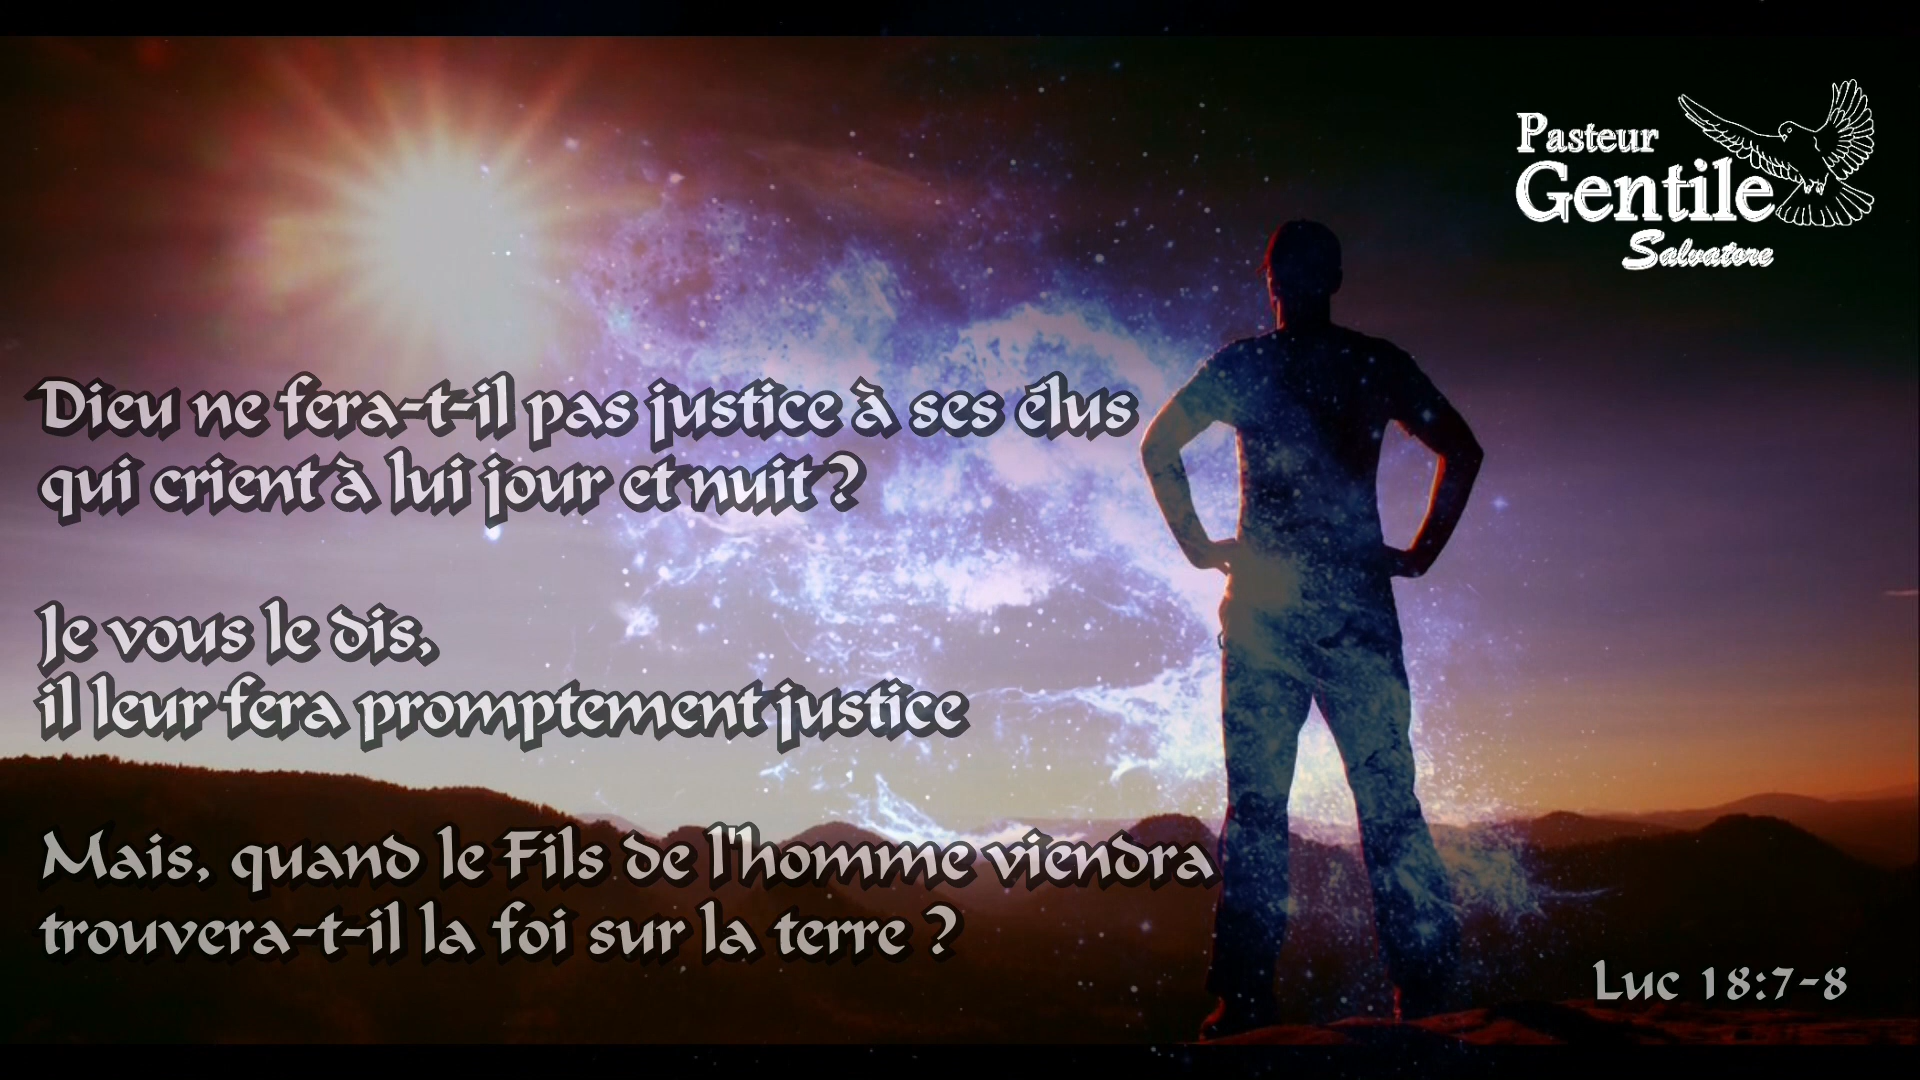 Pasteur
Gentile
Salvatore
Dieu ne fera-t-il pas justice à ses élus
qui crient à lui jour et nuit ?
Je vous le dis,
il leur fera promptement justice
Mais, quand le Fils de l'homme viendra
trouvera-t-il la foi sur la terre ?
Luc 18:7-8